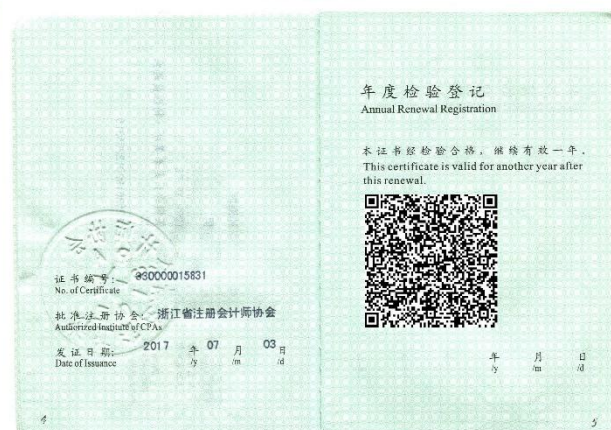 证书编号： 330000015831
No. of Certificate
批准注册协会： 浙江省注册会计师协会
Authorized Institute of CPAs
发证日期： 2017 年 07 月 03 日
Date of Issuance /y /m /d
4
年度检验登记
Annual Renewal Registration
本证书经检验合格，继续有效一年。
This certificate is valid for another year after
this renewal.
年 月 日
/y /m /d
5